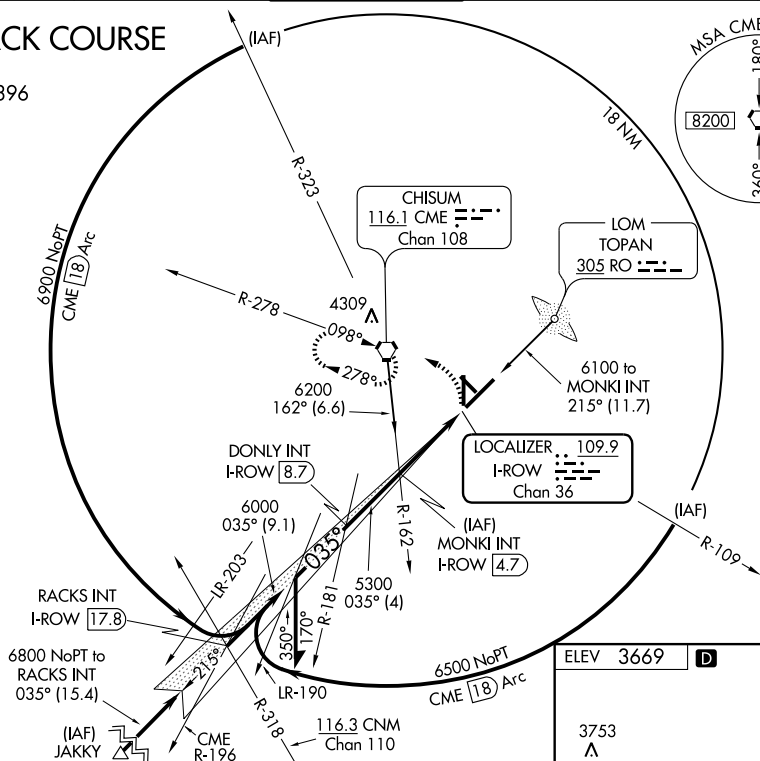 CK COURSE
396
(IAF)
MSA CME
180°
8200
360°
18 NM
R-323
CHISUM
116.1 CME
Chan 108
LOM
TOPAN
305 RO
6900 NoPT
CME 18 Arc
R-278
4309
098°
278°
6200
162° (6.6)
6100 to
MONKI INT
215° (11.7)
DONLY INT
I-ROW 8.7
LOCALIZER 109.9
I-ROW
Chan 36
6000
035° (9.1)
035°
R-162
(IAF)
MONKI INT
I-ROW 4.7
(IAF)
R-109
LR-203
5300
035° (4)
R-181
RACKS INT
I-ROW 17.8
350°
170°
6800 NoPT to
RACKS INT
035° (15.4)
215°
6500 NoPT
CME 18 Arc
LR-190
ELEV 3669 D
R-318
116.3 CNM
Chan 110
(IAF)
JAKKY
CME
R-196
3753